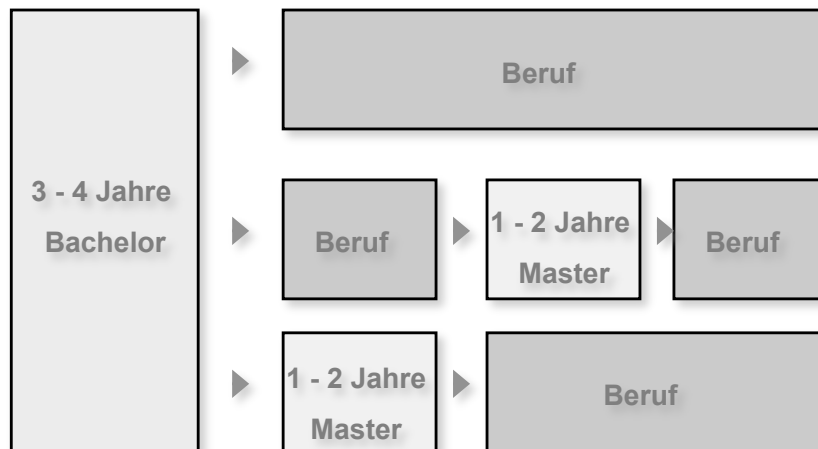 3 - 4 Jahre
Bachelor
Beruf
Beruf
1 - 2 Jahre
Master
Beruf
1 - 2 Jahre
Master
Beruf